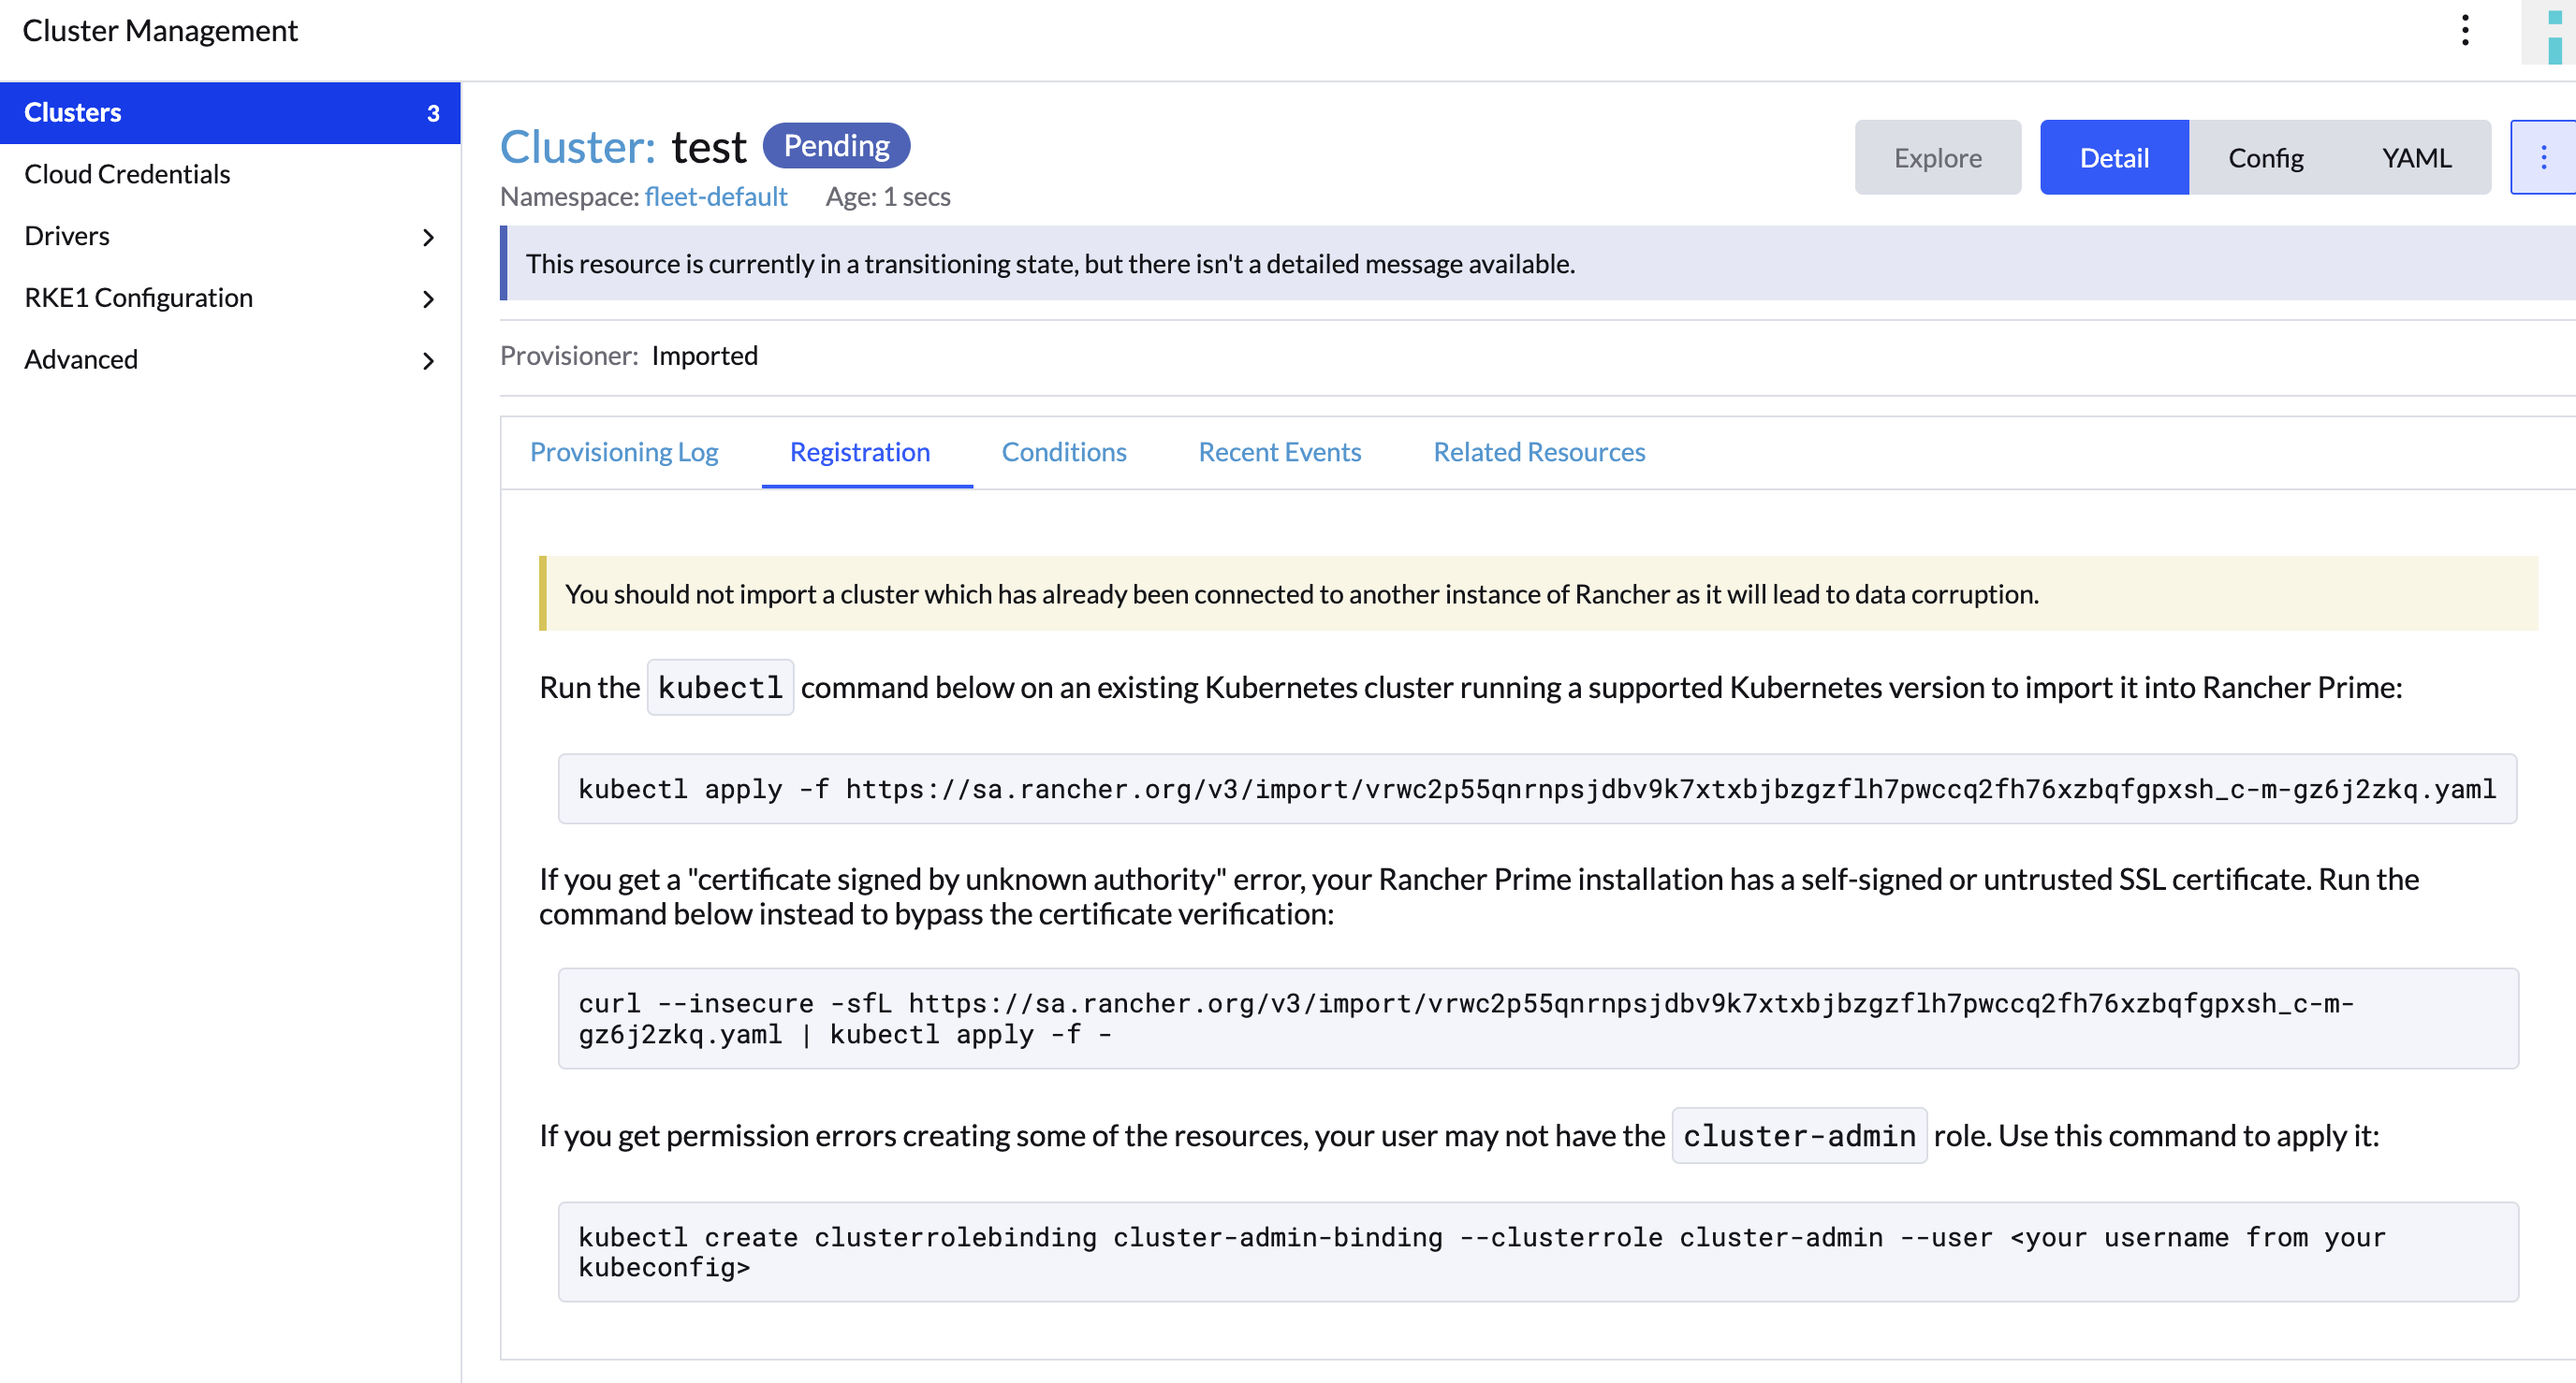 Cluster Management
Clusters 3
Cloud Credentials
Drivers
RKE1 Configuration
Advanced
Cluster: test Pending
Namespace: fleet-default Age: 1 secs
Explore Detail Config YAML
This resource is currently in a transitioning state, but there isn't a detailed message available.
Provisioner: Imported
Provisioning Log Registration Conditions Recent Events Related Resources
You should not import a cluster which has already been connected to another instance of Rancher as it will lead to data corruption.
Run the kubectl command below on an existing Kubernetes cluster running a supported Kubernetes version to import it into Rancher Prime:
kubectl apply -f https://sa.rancher.org/v3/import/vrwc2p55qnrnpsjdbv9k7xtxbjbzgzflh7pwccq2fh76xzbqfgpxsh_c-m-gz6j2zkq.yaml
If you get a "certificate signed by unknown authority" error, your Rancher Prime installation has a self-signed or untrusted SSL certificate. Run the
command below instead to bypass the certificate verification:
curl --insecure -sfL https://sa.rancher.org/v3/import/vrwc2p55qnrnpsjdbv9k7xtxbjbzgzflh7pwccq2fh76xzbqfgpxsh_c-m-
gz6j2zkq.yaml | kubectl apply -f -
If you get permission errors creating some of the resources, your user may not have the cluster-admin role. Use this command to apply it:
kubectl create clusterrolebinding cluster-admin-binding --clusterrole cluster-admin --user <your username from your
kubeconfig>